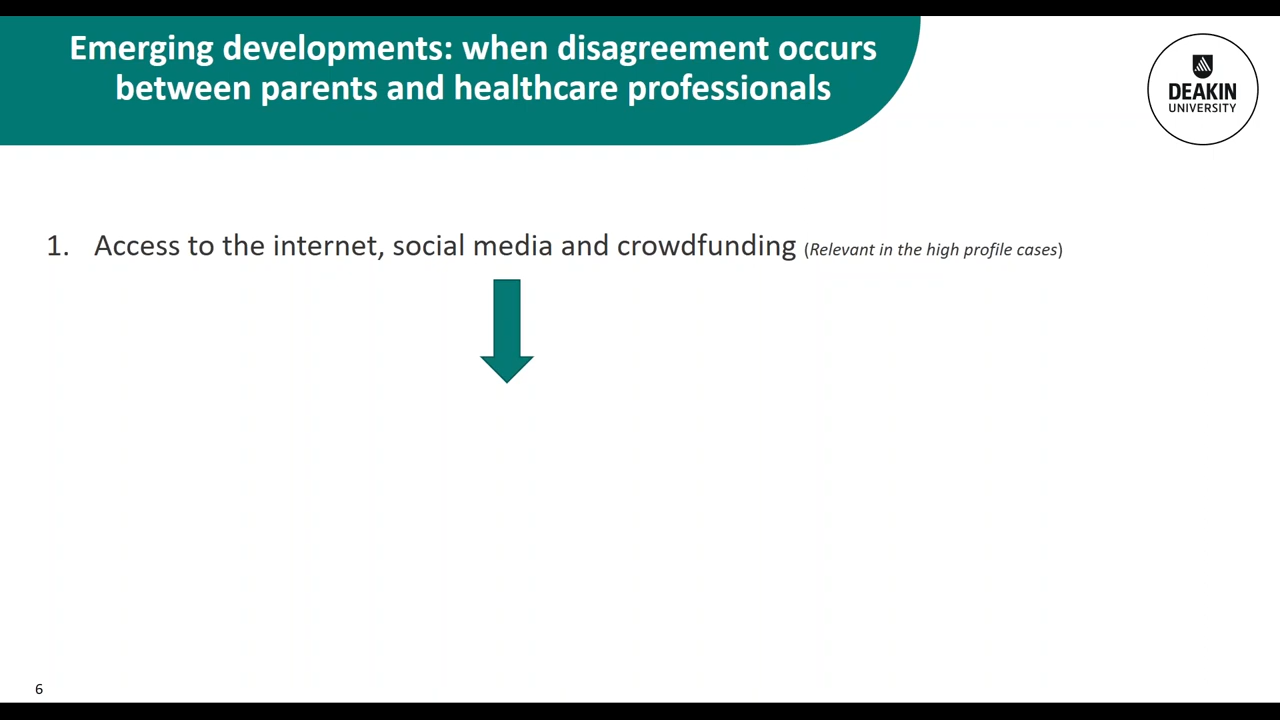 Emerging developments: when disagreement occurs
between parents and healthcare professionals
DEAKIN
UNIVERSITY
1. Access to the internet, social media and crowdfunding (Relevant in the high profile cases)
6